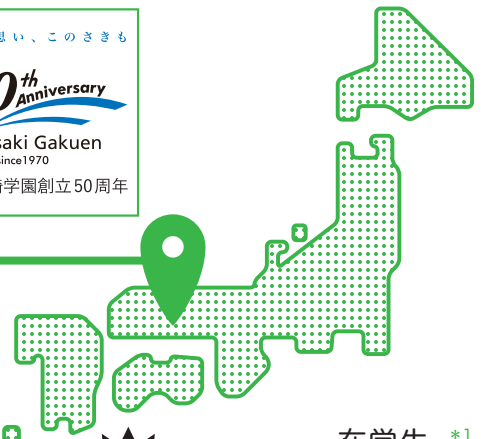 思い、このさきも
0th
Anniversary
saki Gakuen
since1970
学園創立50周年
在学生 *1